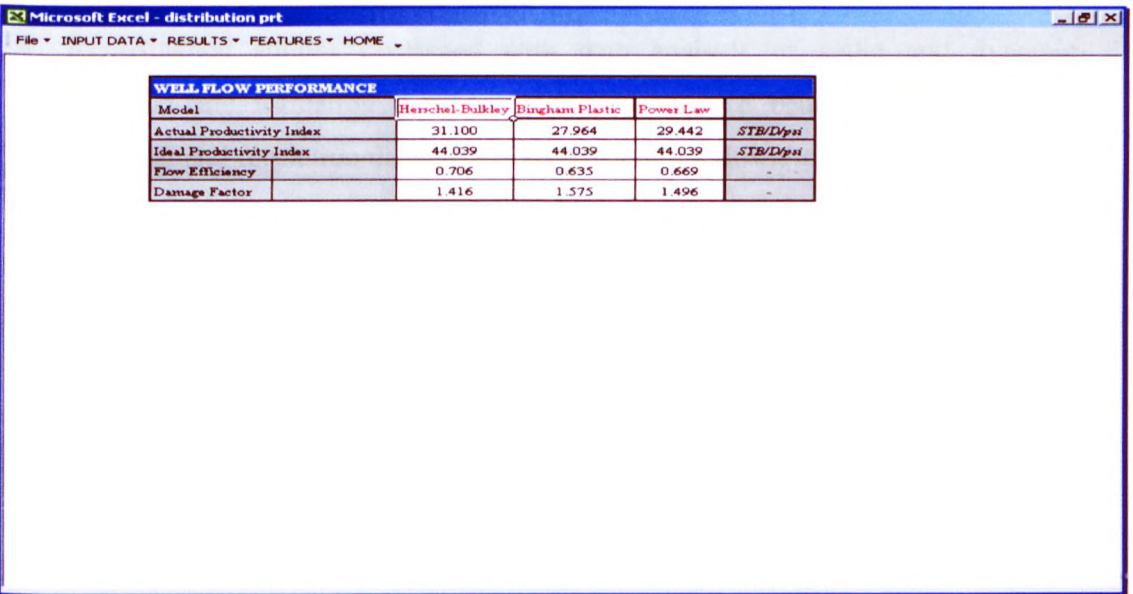 Microsoft Excel - distribution prt
File INPUT DATA RESULTS FEATURES HOME
WELL FLOW PERFORMANCE
Model Herschel-Bulkley Bingham Plastic Power Law
Actual Productivity Index 31.100 27.964 29.442 STB/D/psi
Ideal Productivity Index 44.039 44.039 44.039 STB/D/psi
Flow Efficiency 0.706 0.635 0.669 -
Damage Factor 1.416 1.575 1.496 -